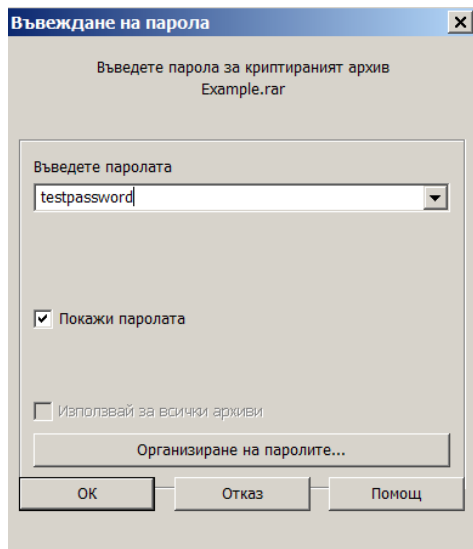 Въвеждане на парола
Въведете парола за криптираният архив
Example.rar
Въведете паролата
testpassword
Покажи паролата
Използвай за всички архиви
Организиране на паролите...
ОК
Отказ
Помощ